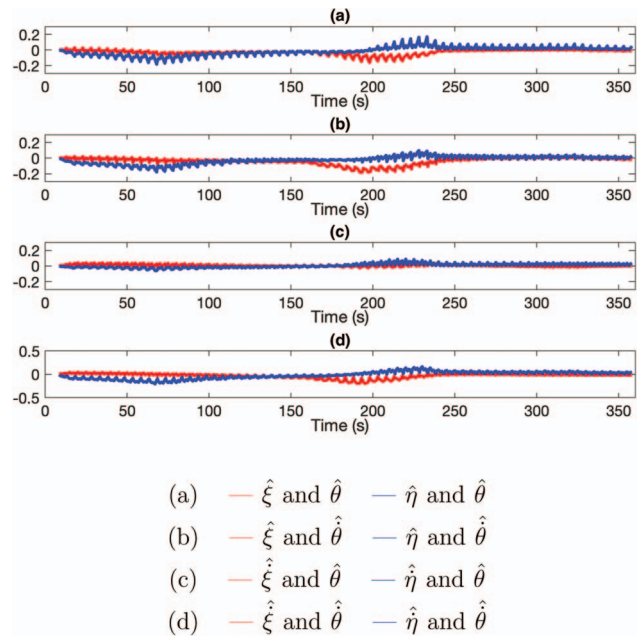 (a)
0.2
0
-0.2
0 50 100 150 200 250 300 350
Time (s)
(b)
0.2
0
-0.2
0 50 100 150 200 250 300 350
Time (s)
(c)
0.2
0
-0.2
0 50 100 150 200 250 300 350
Time (s)
(d)
0.5
0
-0.5
0 50 100 150 200 250 300 350
Time (s)
(a) — ξ̂ and θ̂ — η̂ and θ̂
(b) — ξ̂ and θ̇̂ — η̂ and θ̇̂
(c) — ξ̇̂ and θ̂ — η̇̂ and θ̂
(d) — ξ̇̂ and θ̇̂ — η̇̂ and θ̇̂